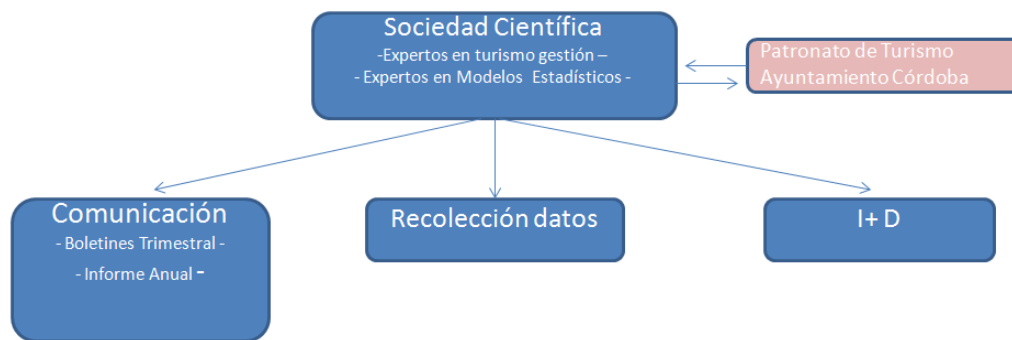 Sociedad Científica
-Expertos en turismo gestión –
- Expertos en Modelos Estadísticos -
Patronato de Turismo
Ayuntamiento Córdoba
Comunicación
- Boletines Trimestral -
- Informe Anual -
Recolección datos
I+ D